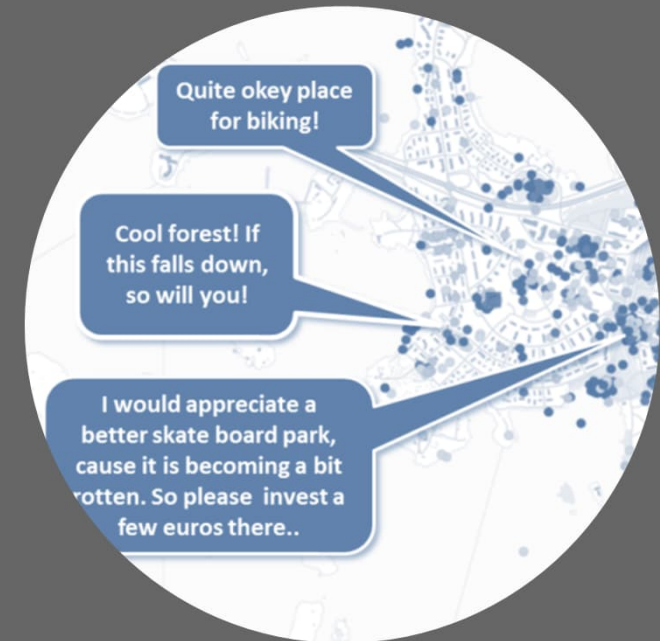 Quite okey place
for biking!
Cool forest! If
this falls down,
so will you!
I would appreciate a
better skate board park,
cause it is becoming a bit
rotten. So please invest a
few euros there..